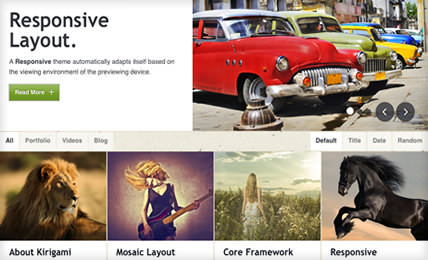 Responsive
Layout.
A Responsive theme automatically adapts itself based on
the viewing environment of the previewing device.
Read More +
All Portfolio Videos Blog Default Title Date Random
About Kirigami Mosaic Layout Core Framework Responsive